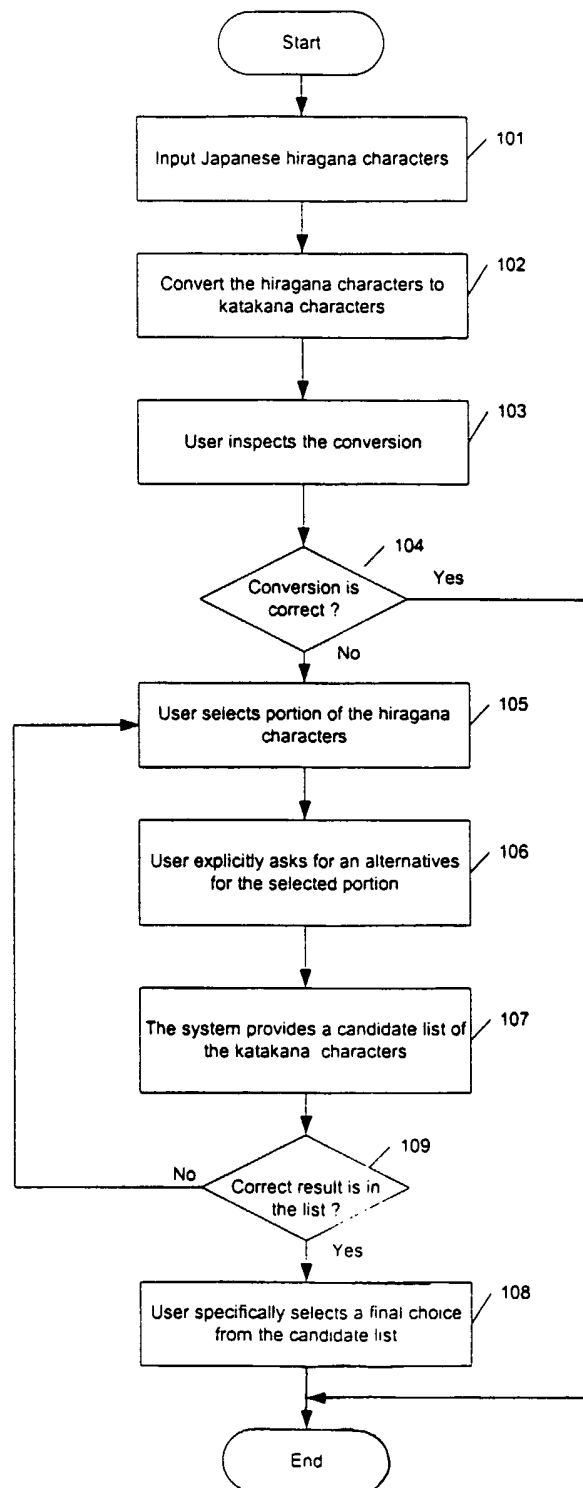 Start
101
Input Japanese hiragana characters
102
Convert the hiragana characters to
katakana characters
103
User inspects the conversion
104
Conversion is
correct ?
Yes
No
105
User selects portion of the hiragana
characters
106
User explicitly asks for an alternatives
for the selected portion
107
The system provides a candidate list of
the katakana characters
109
No
Correct result is in
the list ?
Yes
108
User specifically selects a final choice
from the candidate list
End